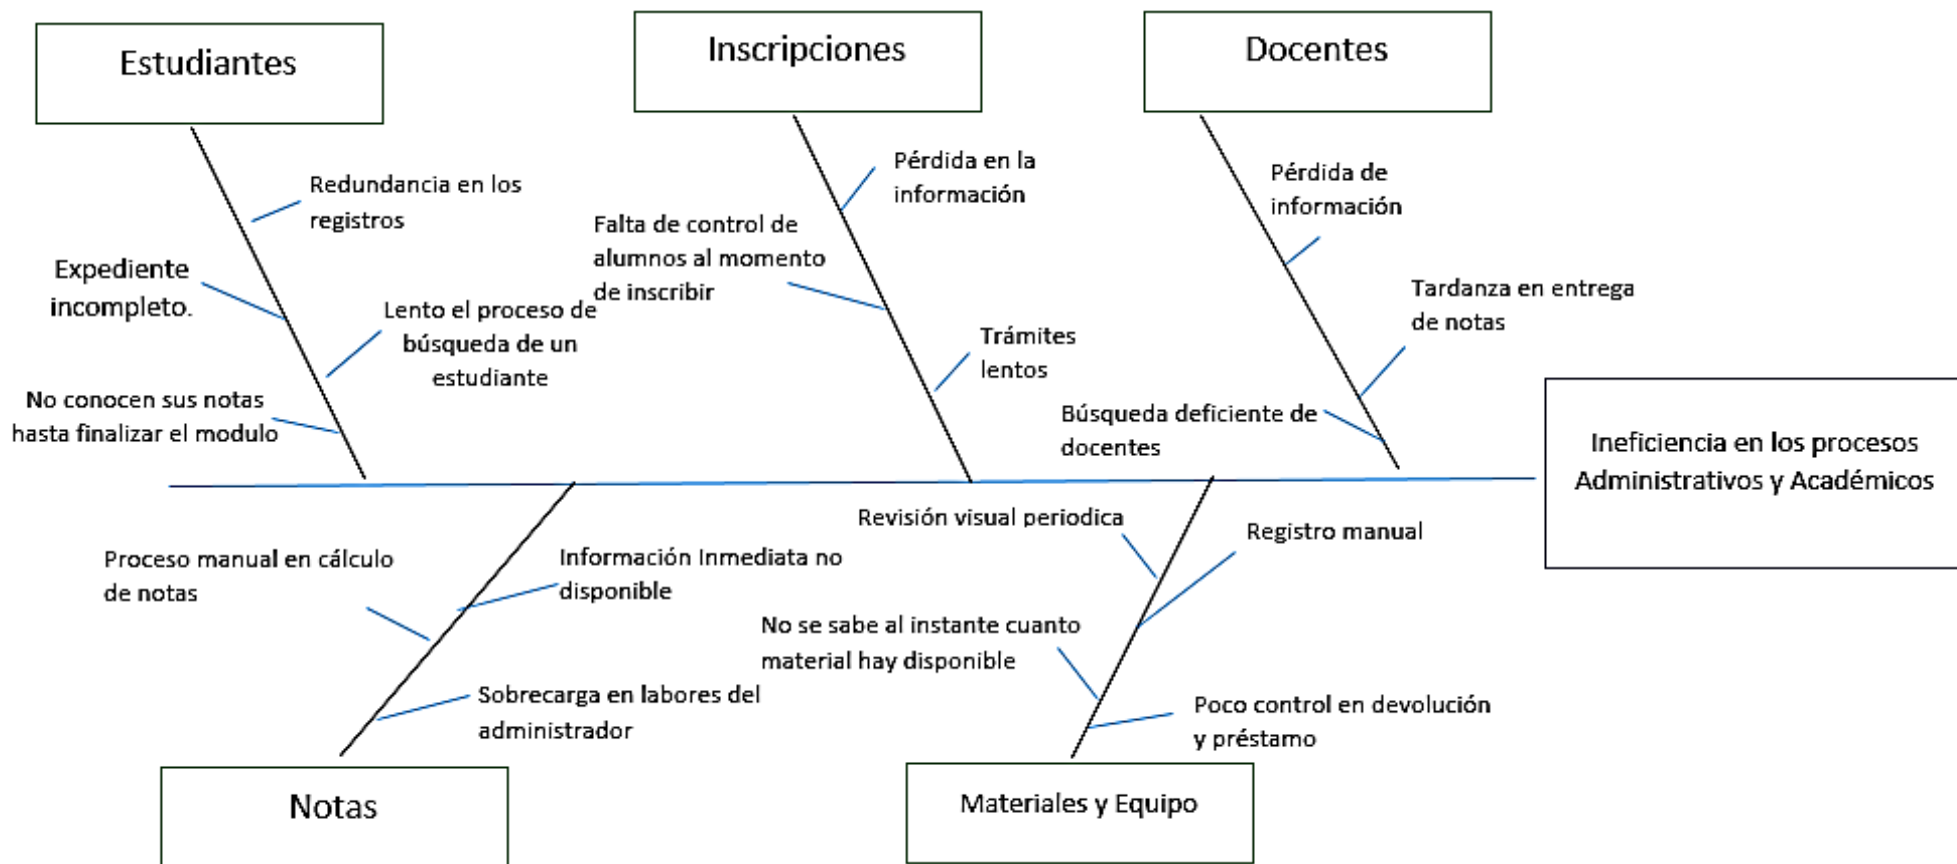 Estudiantes
Inscripciones
Docentes
Redundancia en los
registros
Expediente
incompleto.
Lento el proceso de
búsqueda de un
estudiante
No conocen sus notas
hasta finalizar el modulo
Pérdida en la
información
Falta de control de
alumnos al momento
de inscribir
Trámites
lentos
Pérdida de
información
Tardanza en entrega
de notas
Búsqueda deficiente de
docentes
Ineficiencia en los procesos
Administrativos y Académicos
Proceso manual en cálculo
de notas
Información Inmediata no
disponible
Sobrecarga en labores del
administrador
Revisión visual periodica
Registro manual
No se sabe al instante cuanto
material hay disponible
Poco control en devolución
y préstamo
Notas
Materiales y Equipo